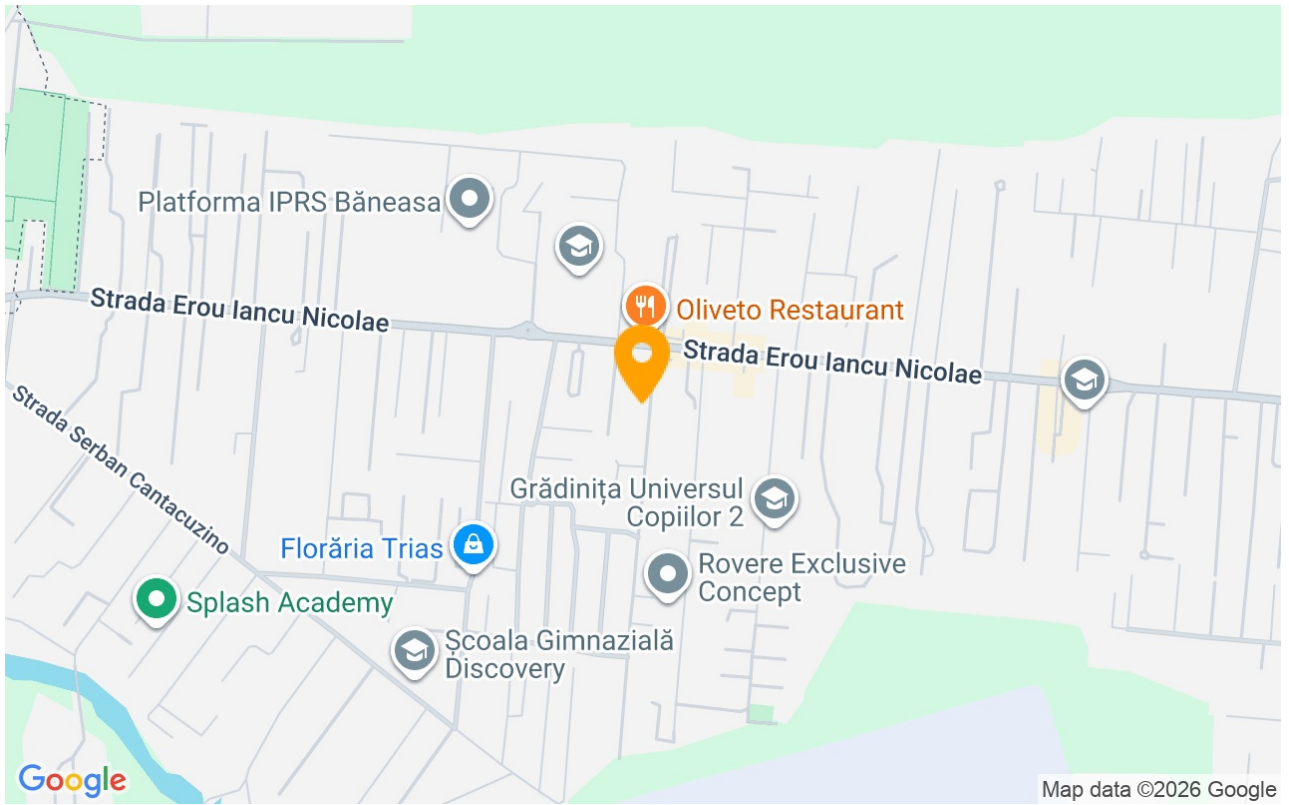 Platforma IPRS Băneasa
Strada Erou Iancu Nicolae
Oliveto Restaurant
Strada Erou Iancu Nicolae
Strada Serban Cantacuzino
Grădinița Universul
Copiilor 2
Florăria Trias
Rovere Exclusive
Concept
Splash Academy
Școala Gimnazială
Discovery
Google
Map data ©2026 Google